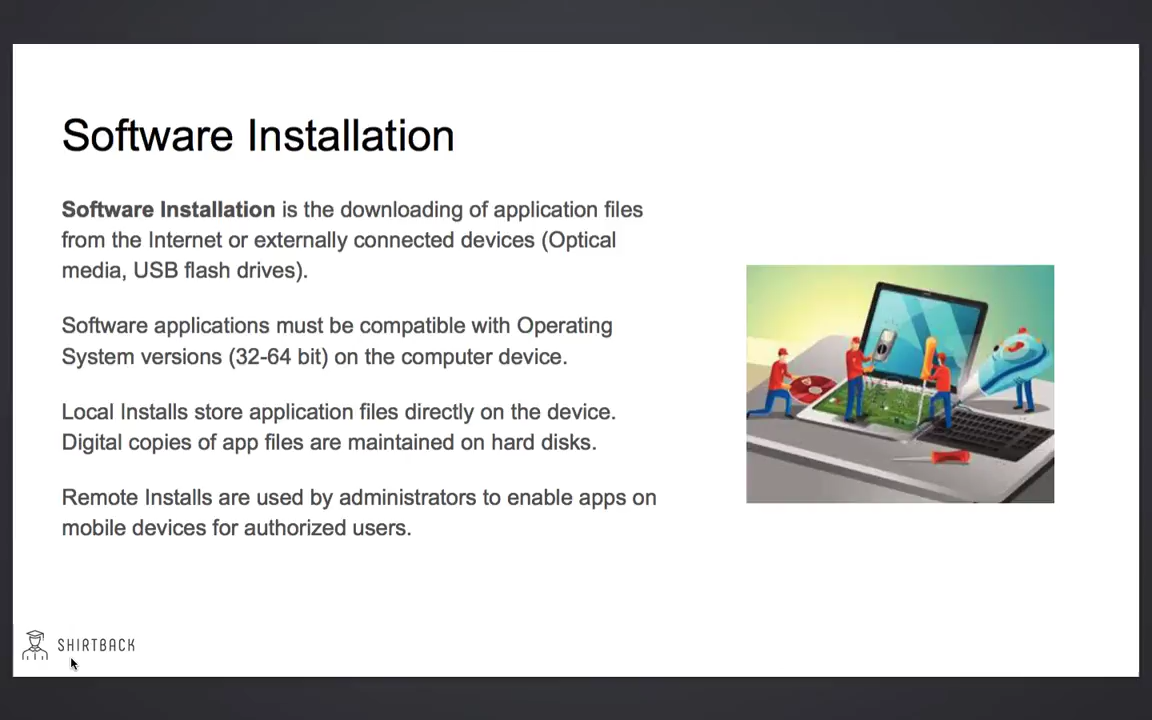 Software Installation
Software Installation is the downloading of application files
from the Internet or externally connected devices (Optical
media, USB flash drives).
Software applications must be compatible with Operating
System versions (32-64 bit) on the computer device.
Local Installs store application files directly on the device.
Digital copies of app files are maintained on hard disks.
Remote Installs are used by administrators to enable apps on
mobile devices for authorized users.
SHIRTBACK